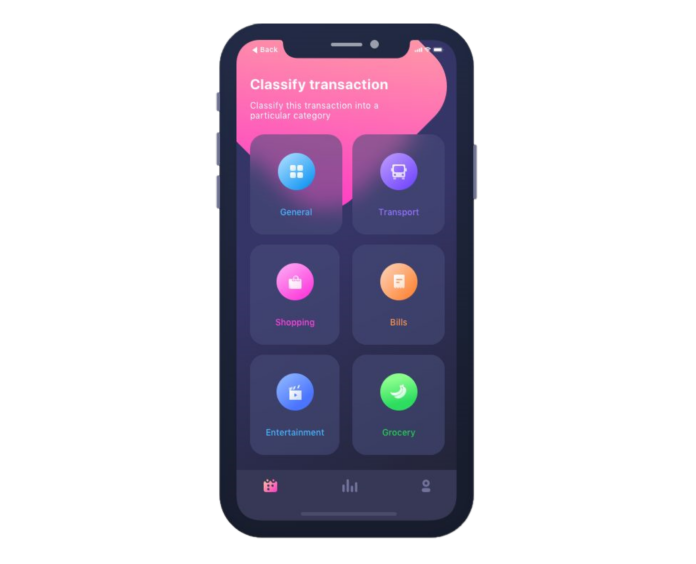 Back
Classify transaction
Classify this transaction into a
particular category
General
Transport
Shopping
Bills
Entertainment
Grocery